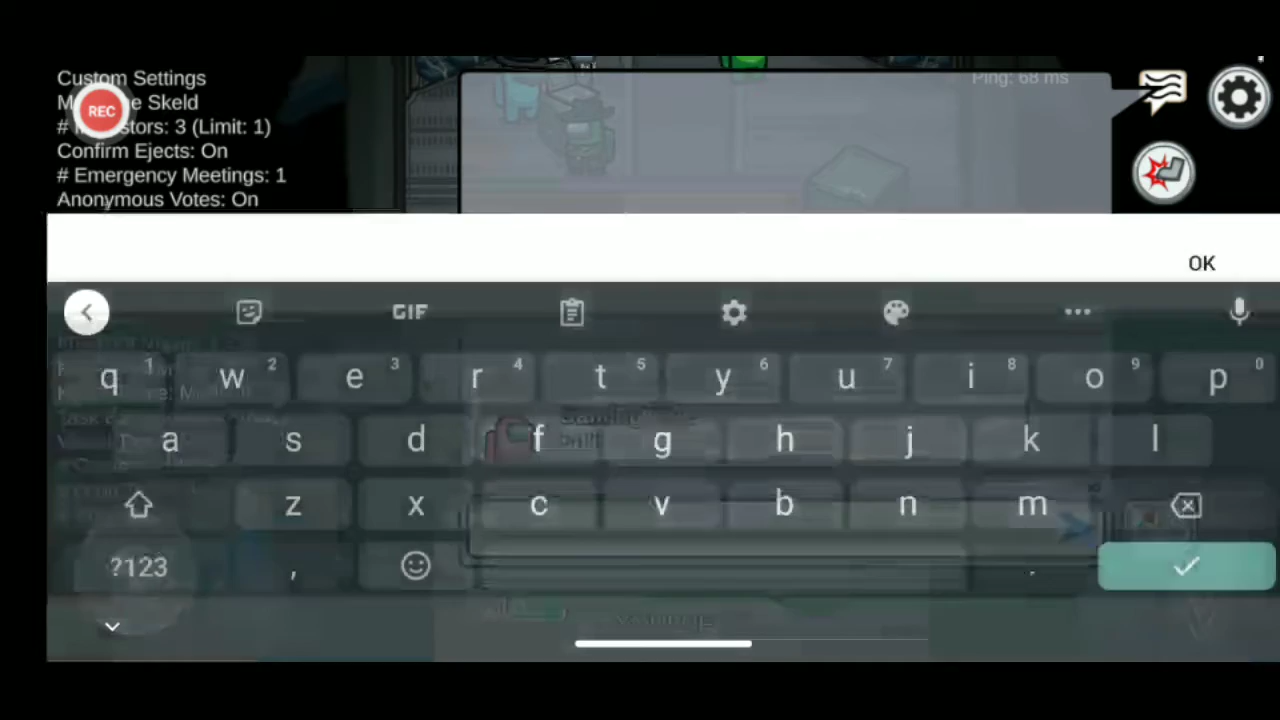 Custom Settings
Skeld
REC
# stors: 3 (Limit: 1)
Confirm Ejects: On
# Emergency Meetings: 1
Anonymous Votes: On
Ping: 68 ms
OK
GIF
q 1 w 2 e 3 r 4 t 5 y 6 u 7 i 8 o 9 p 0
a s d f g h j k l
z x c v b n m
?123 , .